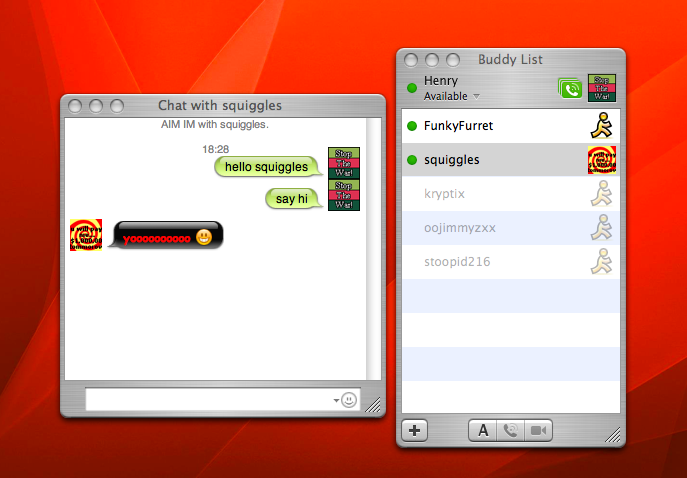 Chat with squiggles
AIM IM with squiggles.
18:28
hello squiggles
Stop
The
War!
say hi
Stop
The
War!
yoooooooooo
Buddy List
Henry
Available
Stop
The
War!
FunkyFurret
squiggles
kryptix
oojimmyzxx
stoopid216
A